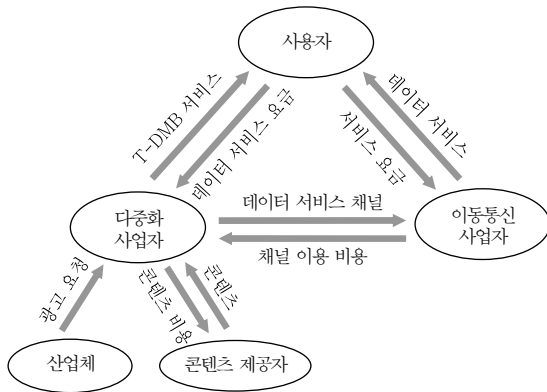 사용자
T-DMB 서비스
데이터 서비스 요금
서비스 요금
데이터 서비스
다중화
사업자
데이터 서비스 채널
채널 이용 비용
이동통신
사업자
광고 요청
콘텐츠 비용
콘텐츠
산업체
콘텐츠 제공자